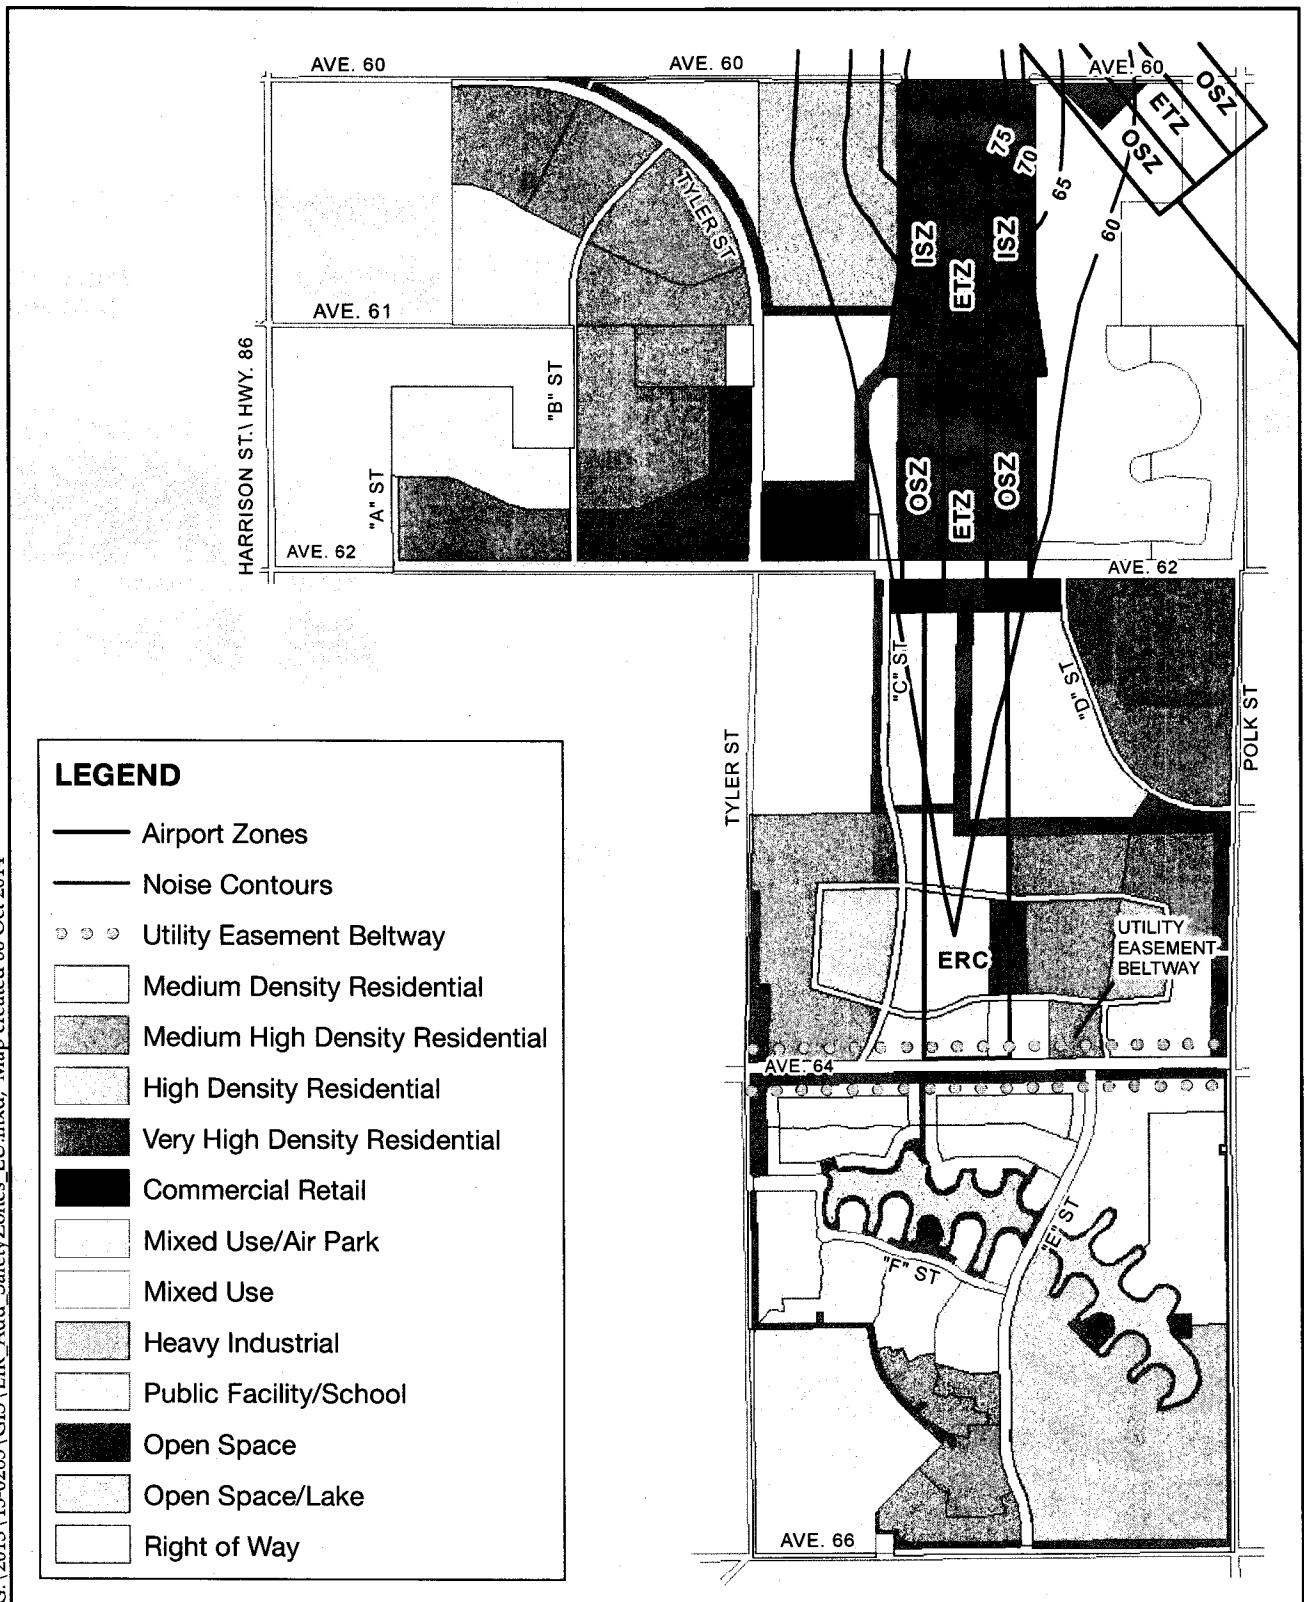 AVE. 60
AVE. 60
AVE. 60
OSZ
ETZ
OSZ
75
70
65
60
TYLER ST
ISZ
ISZ
ETZ
AVE. 61
HARRISON ST.\ HWY. 86
"B" ST
"A" ST
OSZ
OSZ
ETZ
AVE. 62
AVE. 62
"C" ST
"D" ST
POLK ST
TYLER ST
UTILITY
EASEMENT
BELTWAY
ERC
AVE. 64
"E" ST
"F" ST
AVE. 66
LEGEND
Airport Zones
Noise Contours
Utility Easement Beltway
Medium Density Residential
Medium High Density Residential
High Density Residential
Very High Density Residential
Commercial Retail
Mixed Use/Air Park
Mixed Use
Heavy Industrial
Public Facility/School
Open Space
Open Space/Lake
Right of Way